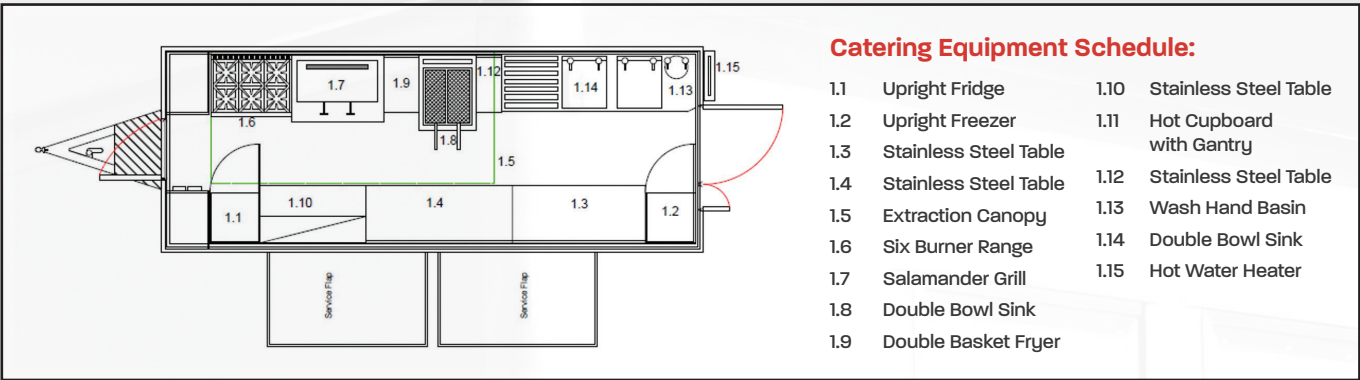 1.7
1.9
1.12
1.14
1.13
1.15
1.6
1.8
1.5
1.1
1.10
1.4
1.3
1.2
Service Flap
Service Flap
Catering Equipment Schedule:
1.1 Upright Fridge
1.2 Upright Freezer
1.3 Stainless Steel Table
1.4 Stainless Steel Table
1.5 Extraction Canopy
1.6 Six Burner Range
1.7 Salamander Grill
1.8 Double Bowl Sink
1.9 Double Basket Fryer
1.10 Stainless Steel Table
1.11 Hot Cupboard
with Gantry
1.12 Stainless Steel Table
1.13 Wash Hand Basin
1.14 Double Bowl Sink
1.15 Hot Water Heater